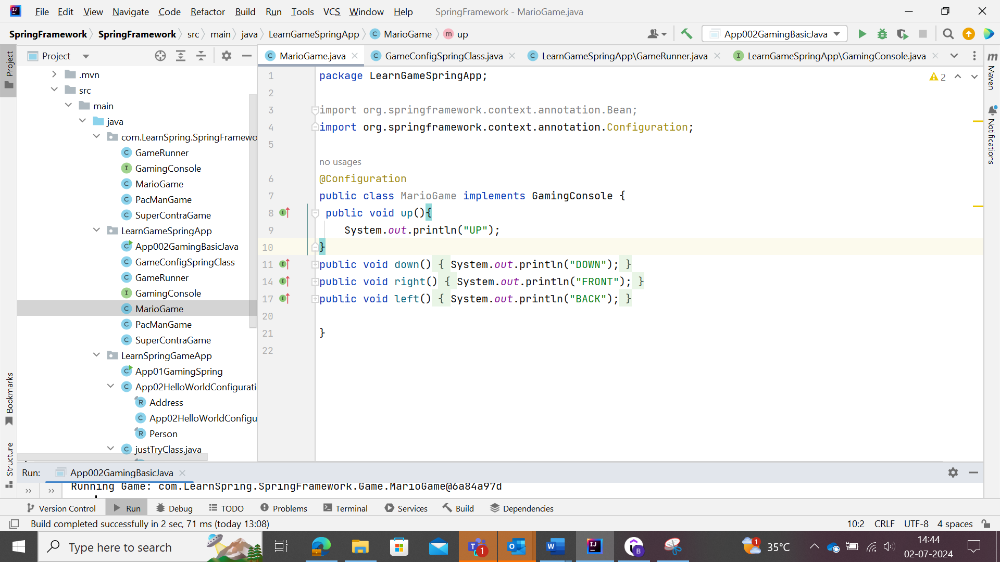 File Edit View Navigate Code Refactor Build Run Tools VCS Window Help SpringFramework - MarioGame.java
SpringFramework SpringFramework src main java LearnGameSpringApp C MarioGame m up App002GamingBasicJava
Project
Project
C MarioGame.java C GameConfigSpringClass.java C LearnGameSpringApp\GameRunner.java I LearnGameSpringApp\GamingConsole.java
m Maven
Notifications
.mvn
src
main
java
com.LearnSpring.SpringFramewo
C GameRunner
I GamingConsole
C MarioGame
C PacManGame
C SuperContraGame
LearnGameSpringApp
C App002GamingBasicJava
C GameConfigSpringClass
C GameRunner
I GamingConsole
C MarioGame
C PacManGame
C SuperContraGame
LearnSpringGameApp
C App01GamingSpring
C App02HelloWorldConfigurati
R Address
C App02HelloWorldConfigu
R Person
C justTryClass.java
Bookmarks
Structure
1 package LearnGameSpringApp;
2
3 import org.springframework.context.annotation.Bean;
4 import org.springframework.context.annotation.Configuration;
5
no usages
6 @Configuration
7 public class MarioGame implements GamingConsole {
8 public void up(){
9 System.out.println("UP");
10 }
11 public void down() { System.out.println("DOWN"); }
14 public void right() { System.out.println("FRONT"); }
17 public void left() { System.out.println("BACK"); }
20
21 }
22
2
Run: App002GamingBasicJava
Running Game: com.LearnSpring.SpringFramework.Game.MarioGame@6a84a97d
Version Control Run Debug TODO Problems Terminal Services Build Dependencies
Build completed successfully in 2 sec, 71 ms (today 13:08) 10:2 CRLF UTF-8 4 spaces
Type here to search
1
1
35°C
14:44
02-07-2024